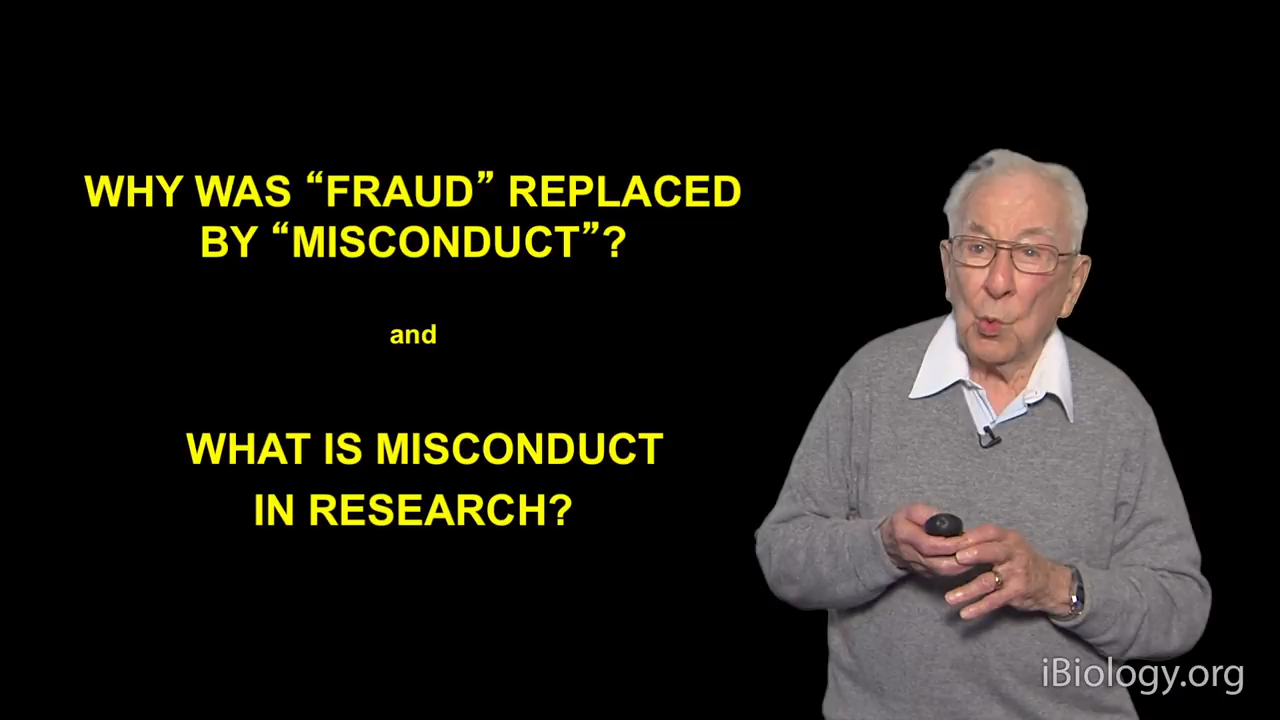 WHY WAS “FRAUD” REPLACED
BY “MISCONDUCT”?
and
WHAT IS MISCONDUCT
IN RESEARCH?
iBiology.org